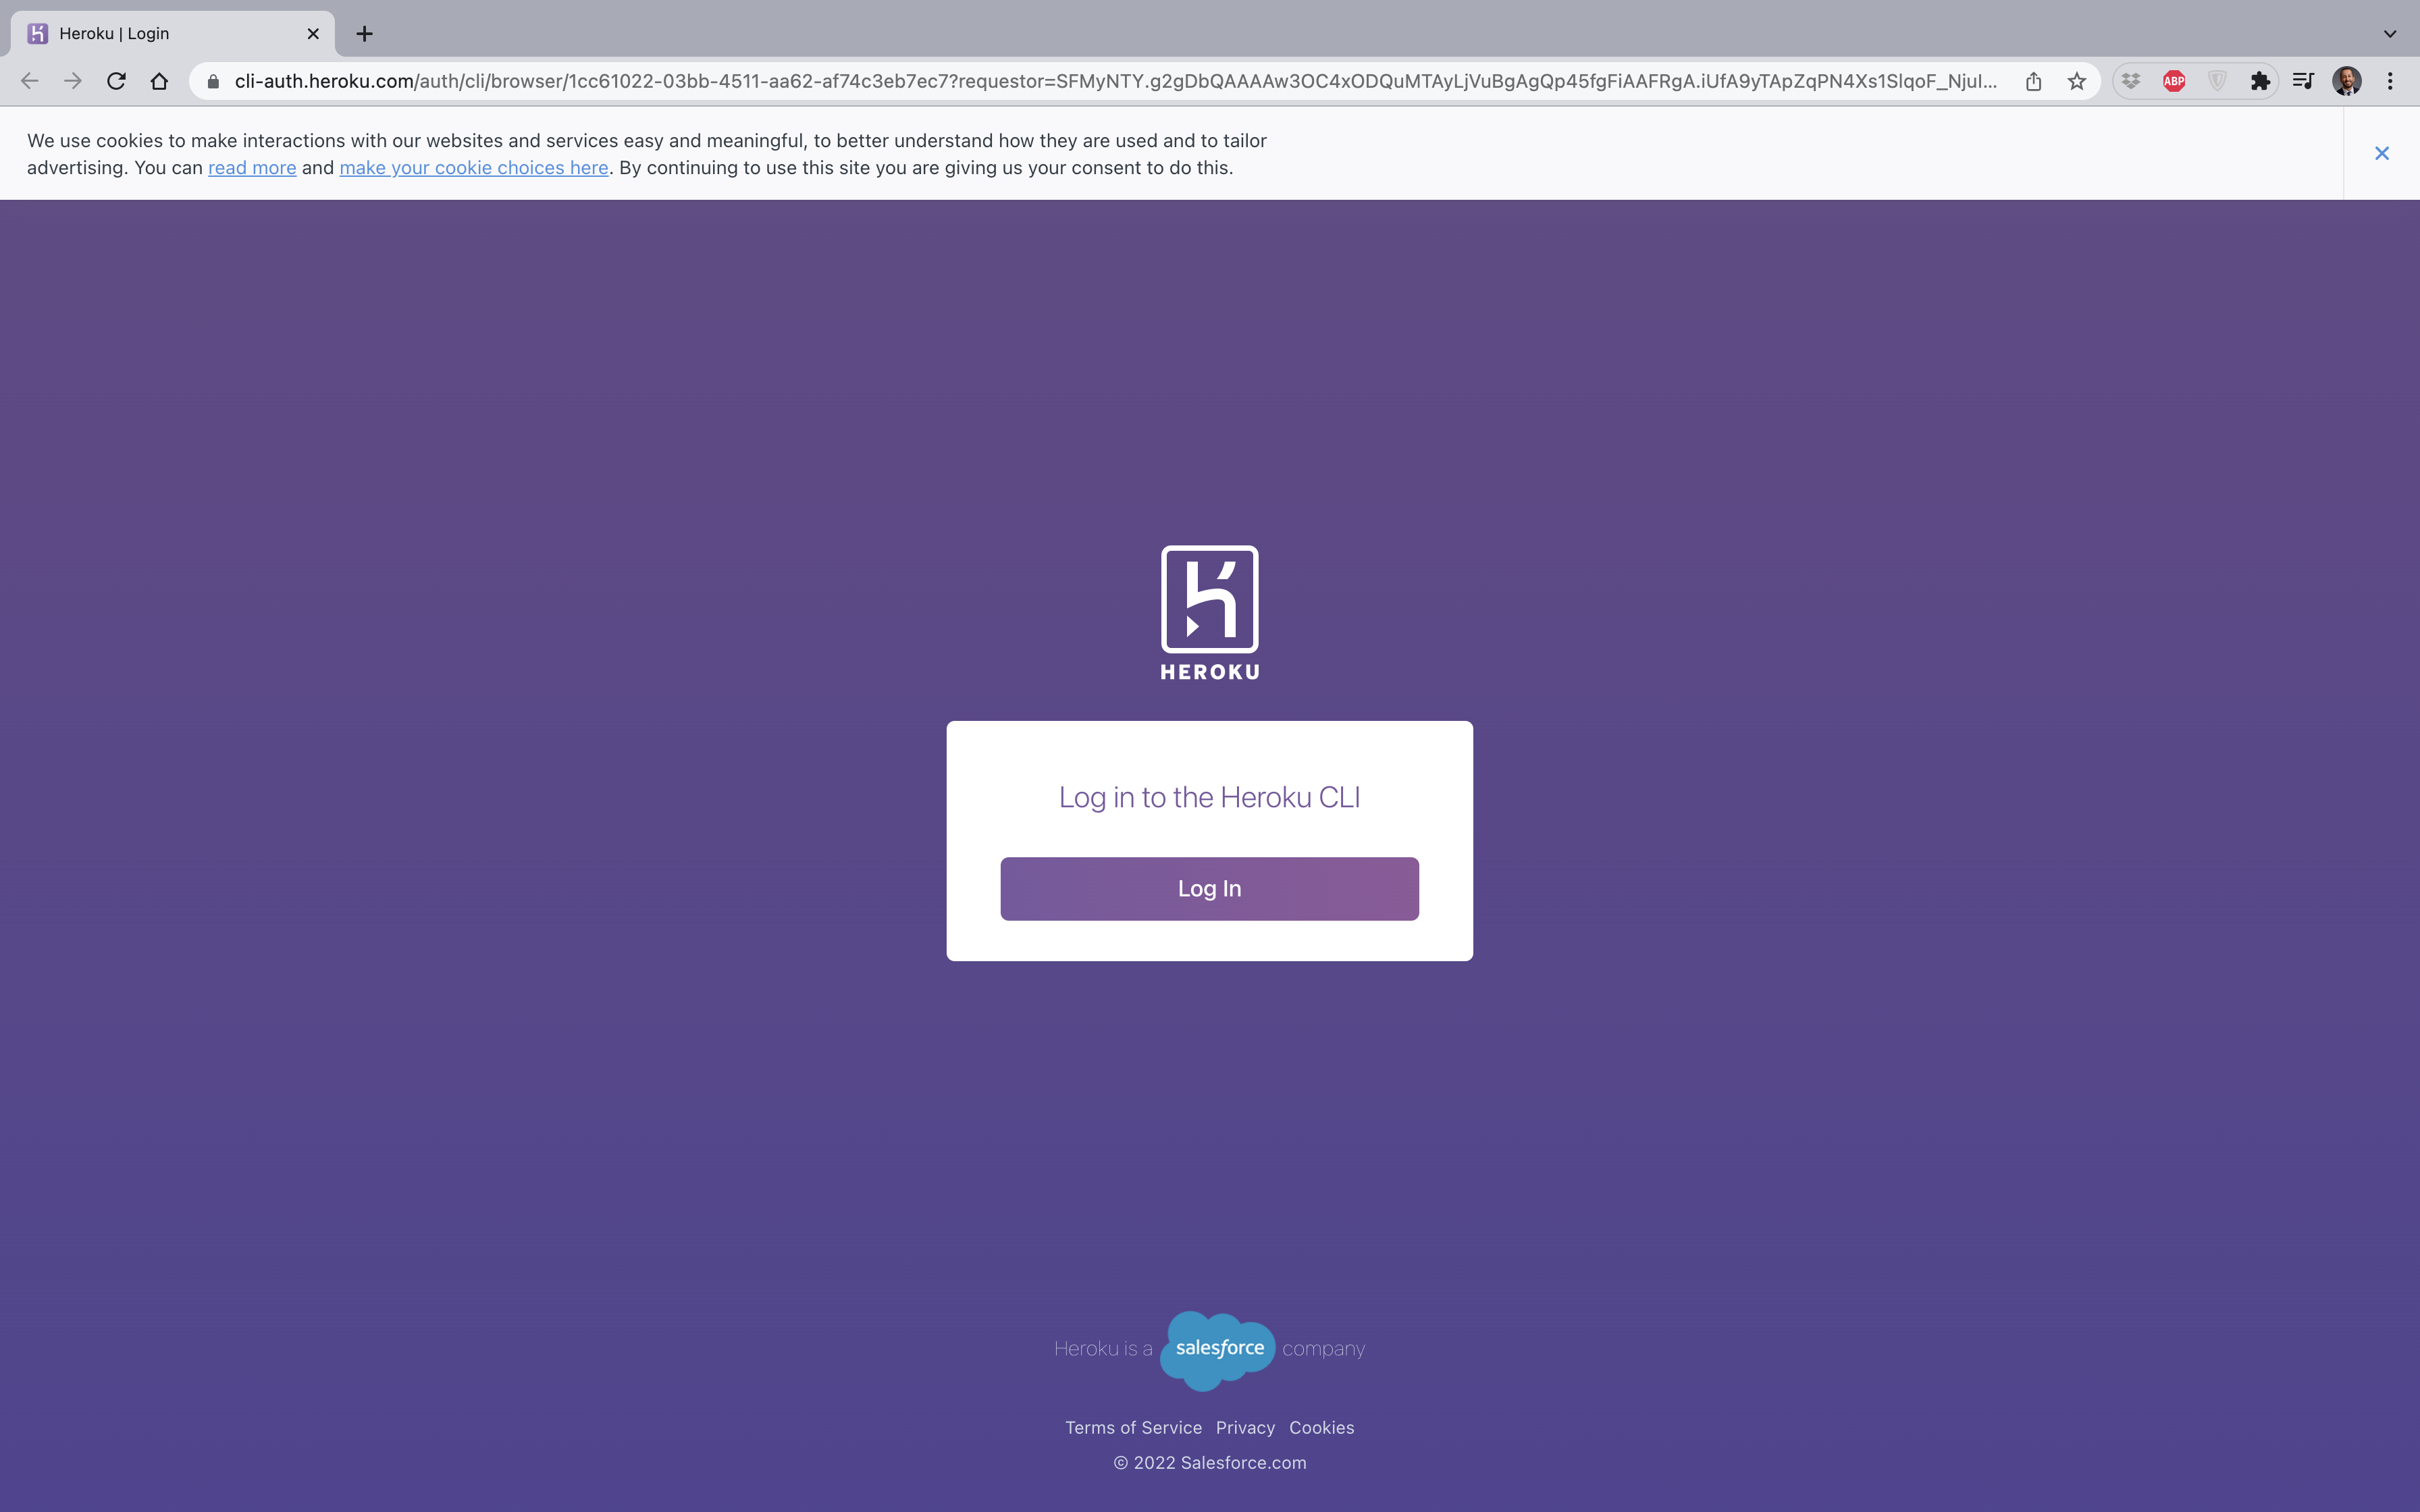 Heroku | Login
cli-auth.heroku.com/auth/cli/browser/1cc61022-03bb-4511-aa62-af74c3eb7ec7?requestor=SFMyNTY.g2gDbQAAAAw3OC4xODQuMTAyLjVuBgAgQp45fgFiAAFRgA.iUfA9yTApZqPN4Xs1SlqoF_NjuI...
ABP
We use cookies to make interactions with our websites and services easy and meaningful, to better understand how they are used and to tailor
advertising. You can read more and make your cookie choices here. By continuing to use this site you are giving us your consent to do this.
HEROKU
Log in to the Heroku CLI
Log In
Heroku is a salesforce company
Terms of Service Privacy Cookies
© 2022 Salesforce.com